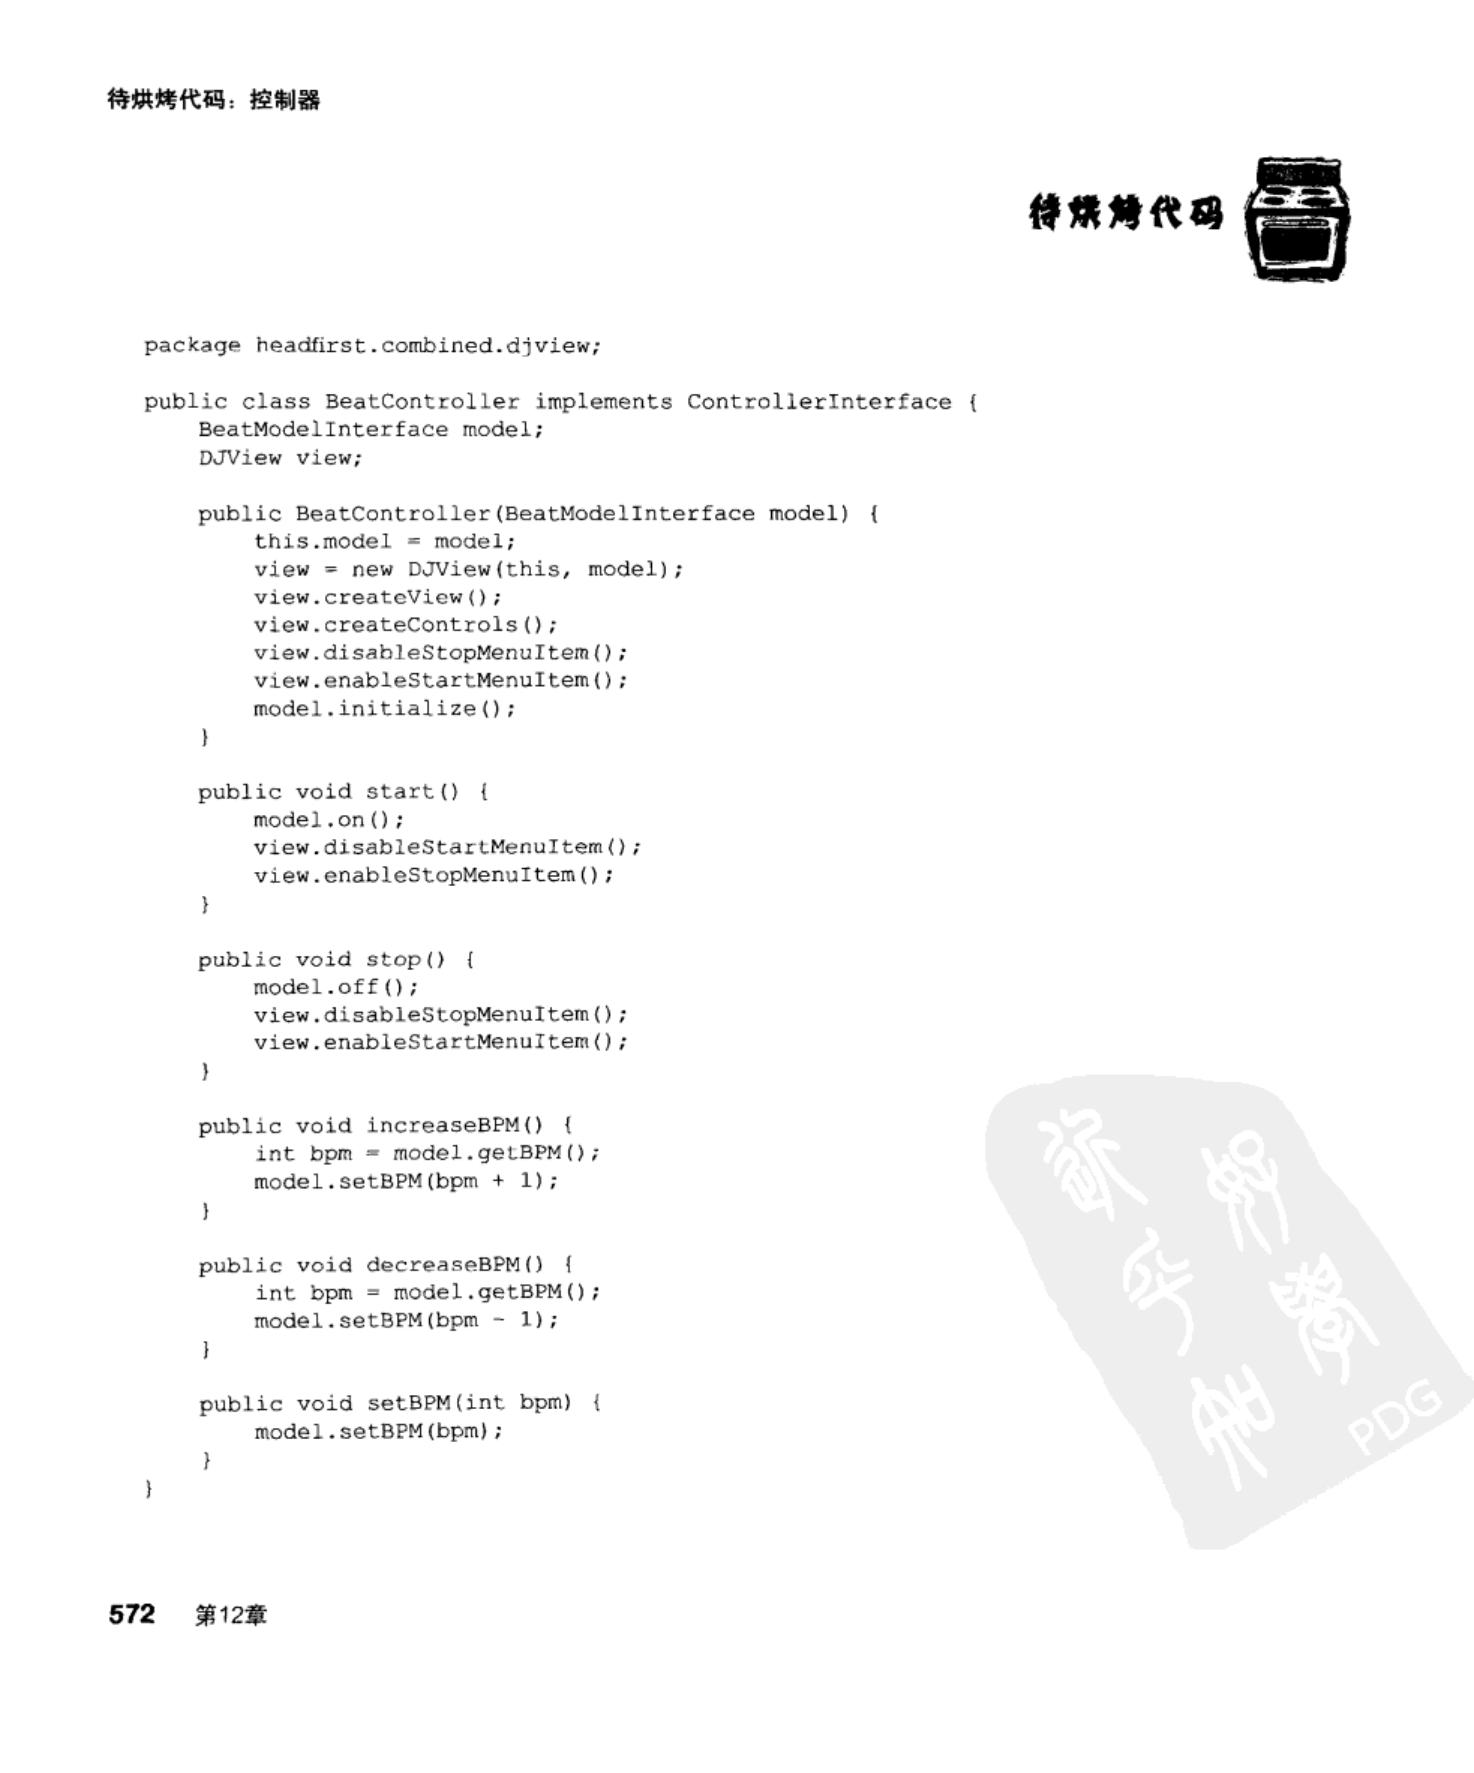 待烘烤代码：控制器
待烘烤代码
package headfirst.combined.djview;
public class BeatController implements ControllerInterface {
BeatModelInterface model;
DJView view;
public BeatController(BeatModelInterface model) {
this.model = model;
view = new DJView(this, model);
view.createView();
view.createControls();
view.disableStopMenuItem();
view.enableStartMenuItem();
model.initialize();
}
public void start() {
model.on();
view.disableStartMenuItem();
view.enableStopMenuItem();
}
public void stop() {
model.off();
view.disableStopMenuItem();
view.enableStartMenuItem();
}
public void increaseBPM() {
int bpm = model.getBPM();
model.setBPM(bpm + 1);
}
public void decreaseBPM() {
int bpm = model.getBPM();
model.setBPM(bpm - 1);
}
public void setBPM(int bpm) {
model.setBPM(bpm);
}
}
PDG
572 第12章